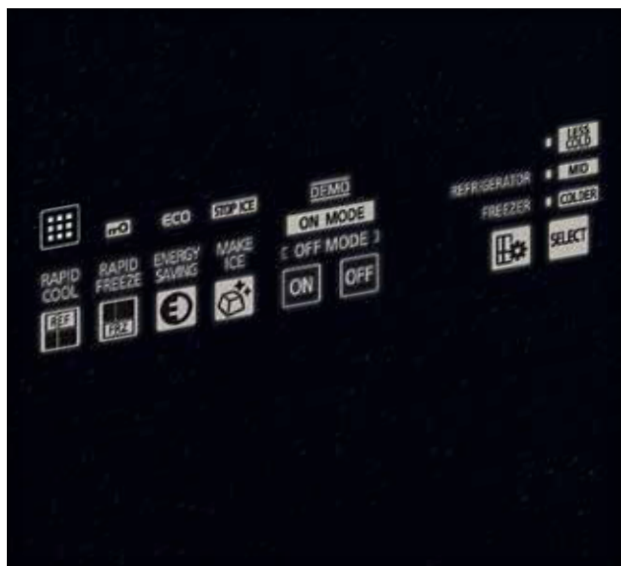 ECO
STOP ICE
RAPID
COOL
RAPID
FREEZE
ENERGY
SAVING
MAKE
ICE
REF
FRZ
DEMO
ON MODE
[ OFF MODE ]
ON
OFF
REFRIGERATOR
FREEZER
LESS
COLD
MID
COLDER
SELECT